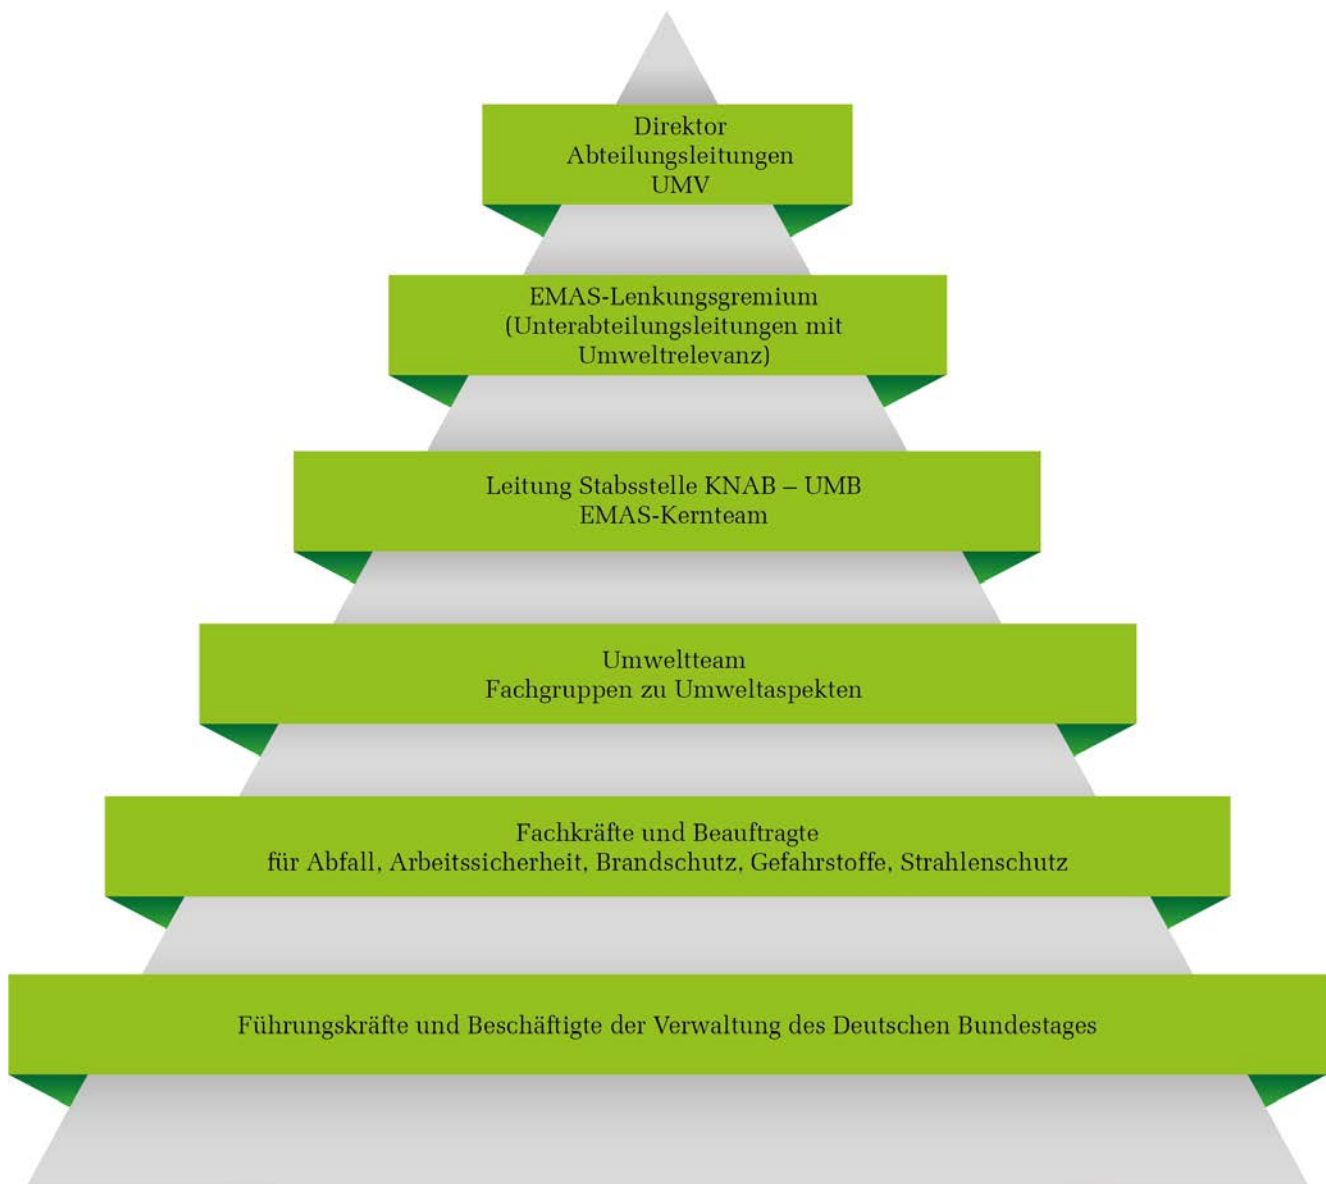 Direktor
Abteilungsleitungen
UMV
EMAS-Lenkungsgremium
(Unterabteilungsleitungen mit
Umweltrelevanz)
Leitung Stabsstelle KNAB – UMB
EMAS-Kernteam
Umweltteam
Fachgruppen zu Umweltaspekten
Fachkräfte und Beauftragte
für Abfall, Arbeitssicherheit, Brandschutz, Gefahrstoffe, Strahlenschutz
Führungskräfte und Beschäftigte der Verwaltung des Deutschen Bundestages